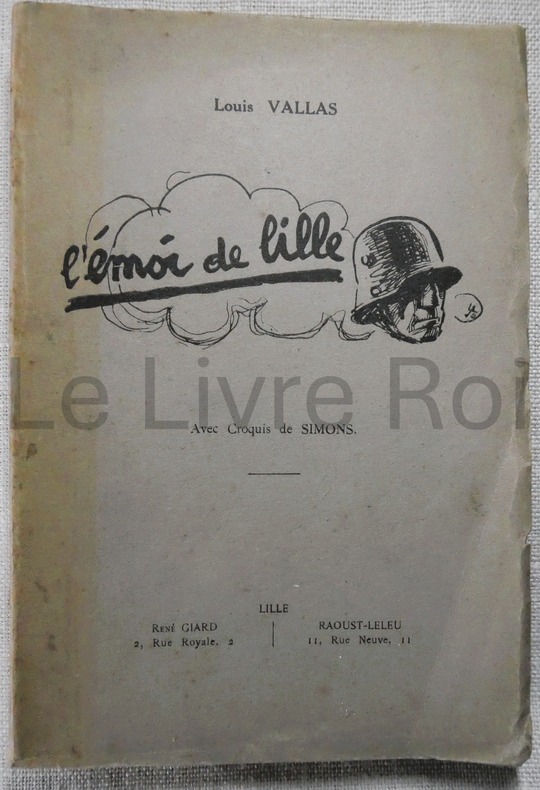 Louis VALLAS
l'émoi de lille
Le Livre Roi
Avec Croquis de SIMONS.
LILLE
RENÉ GIARD
2, Rue Royale, 2
RAOUST-LELEU
11, Rue Neuve, 11